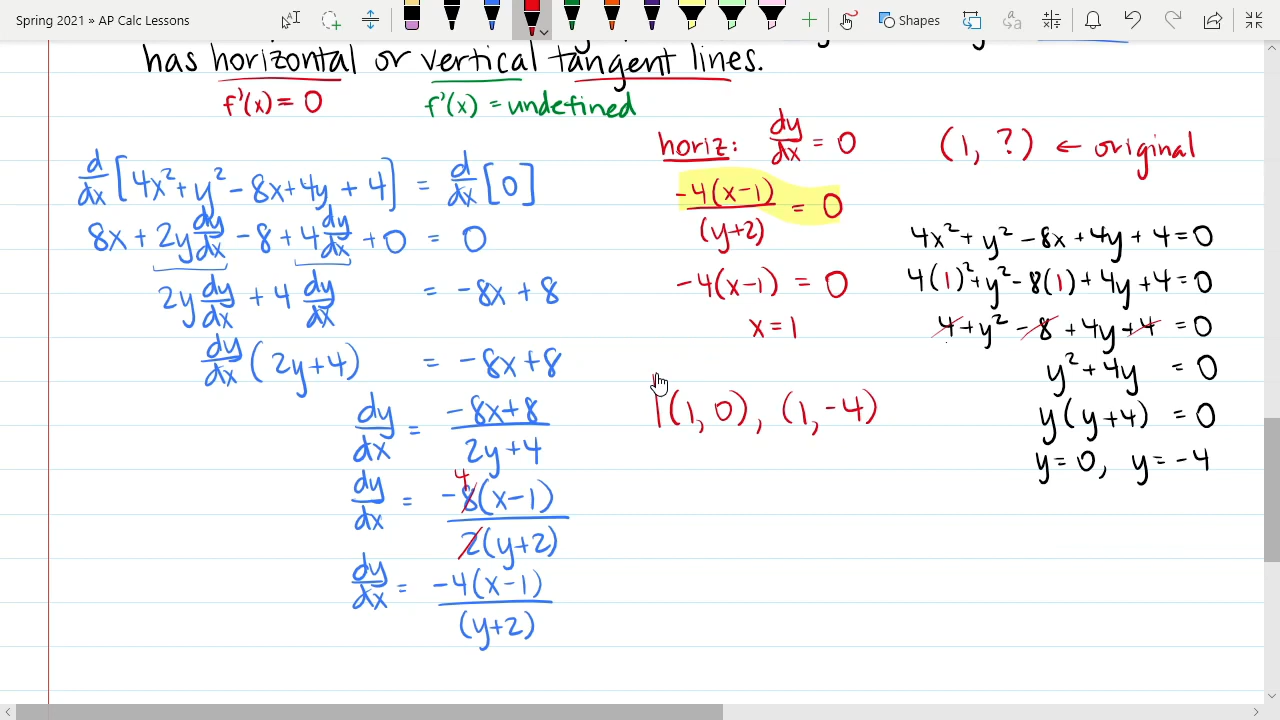 Spring 2021 » AP Calc Lessons
Shapes
has horizontal or vertical tangent lines.
f'(x) = 0
f'(x) = undefined
d/dx [4x² + y² - 8x + 4y + 4] = d/dx [0]
8x + 2y dy/dx - 8 + 4 dy/dx + 0 = 0
2y dy/dx + 4 dy/dx = -8x + 8
dy/dx (2y + 4) = -8x + 8
dy/dx = (-8x + 8)/(2y + 4)
4
dy/dx = -8(x - 1)/2(y + 2)
dy/dx = -4(x - 1)/(y + 2)
horiz: dy/dx = 0
-4(x - 1)/(y + 2) = 0
-4(x - 1) = 0
x = 1
(1, 0), (1, -4)
(1, ?) ← original
4x² + y² - 8x + 4y + 4 = 0
4(1)² + y² - 8(1) + 4y + 4 = 0
4 + y² - 8 + 4y + 4 = 0
y² + 4y = 0
y(y + 4) = 0
y = 0, y = -4